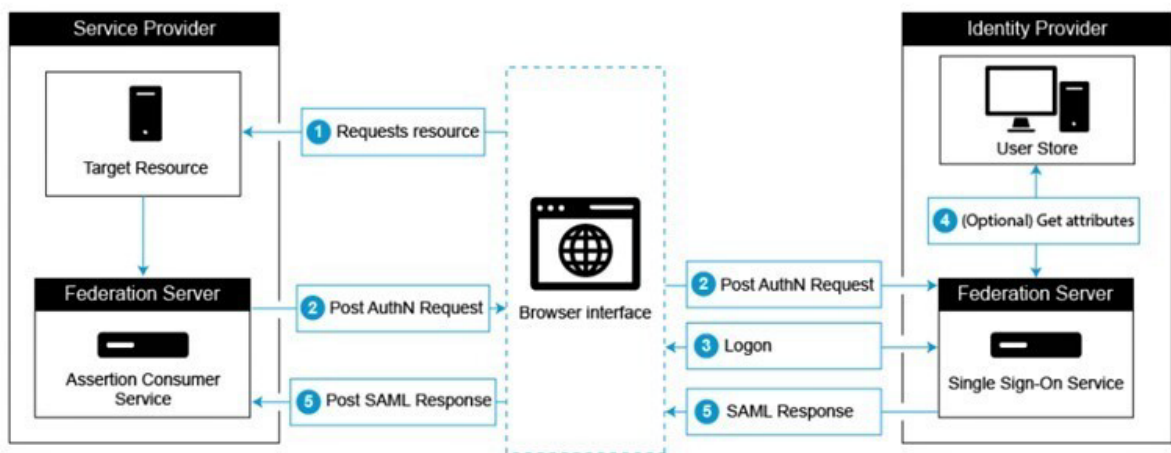 Service Provider
Identity Provider
Target Resource
1 Requests resource
User Store
4 (Optional) Get attributes
Federation Server
Assertion Consumer
Service
2 Post AuthN Request
5 Post SAML Response
Browser interface
2 Post AuthN Request
3 Logon
5 SAML Response
Federation Server
Single Sign-On Service